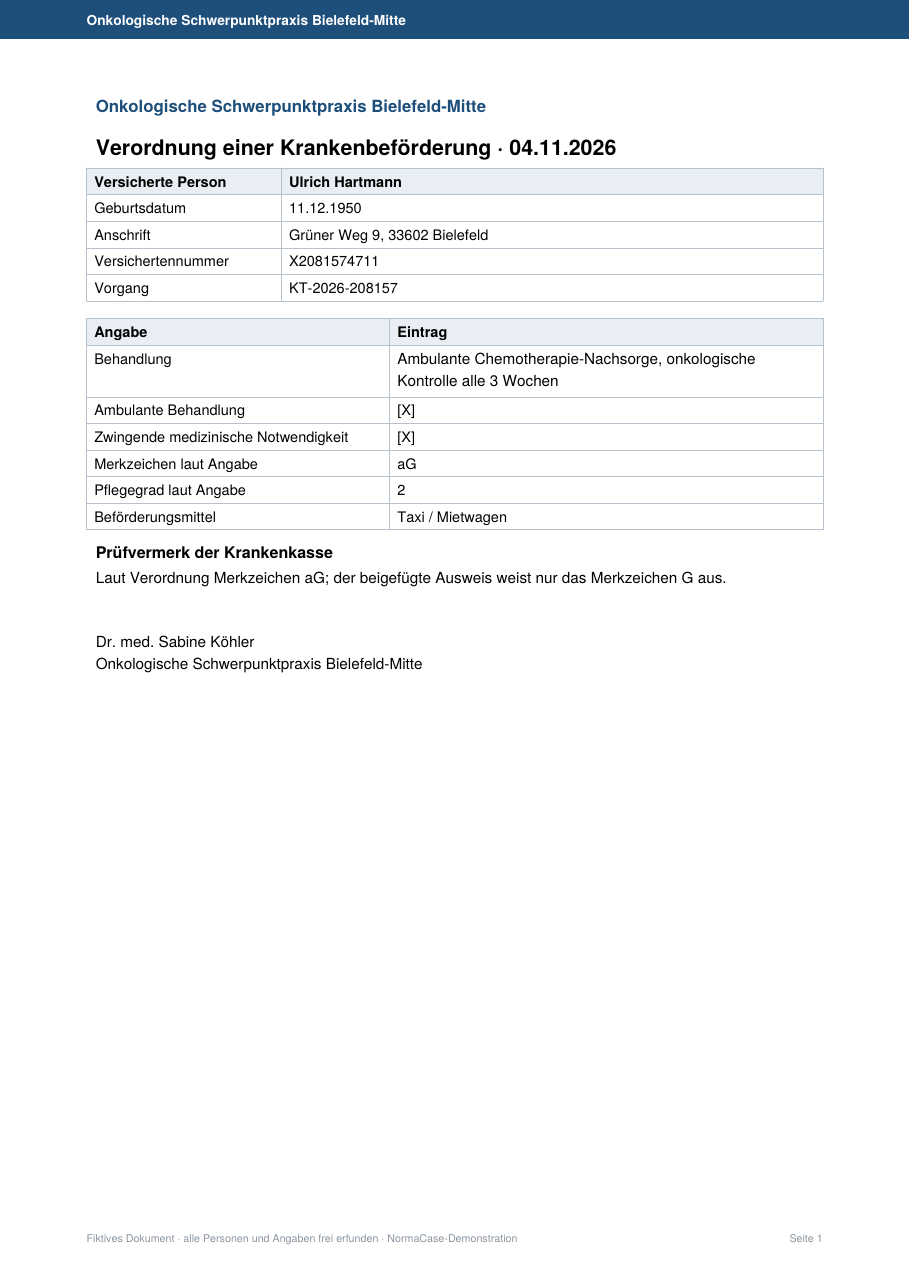 Onkologische Schwerpunktpraxis Bielefeld-Mitte
Onkologische Schwerpunktpraxis Bielefeld-Mitte
Verordnung einer Krankenbeförderung · 04.11.2026
Versicherte Person Ulrich Hartmann
Geburtsdatum 11.12.1950
Anschrift Grüner Weg 9, 33602 Bielefeld
Versichertennummer X2081574711
Vorgang KT-2026-208157
Angabe Eintrag
Behandlung Ambulante Chemotherapie-Nachsorge, onkologische
Kontrolle alle 3 Wochen
Ambulante Behandlung [X]
Zwingende medizinische Notwendigkeit [X]
Merkzeichen laut Angabe aG
Pflegegrad laut Angabe 2
Beförderungsmittel Taxi / Mietwagen
Prüfvermerk der Krankenkasse
Laut Verordnung Merkzeichen aG; der beigefügte Ausweis weist nur das Merkzeichen G aus.
Dr. med. Sabine Köhler
Onkologische Schwerpunktpraxis Bielefeld-Mitte
Fiktives Dokument · alle Personen und Angaben frei erfunden · NormaCase-Demonstration Seite 1